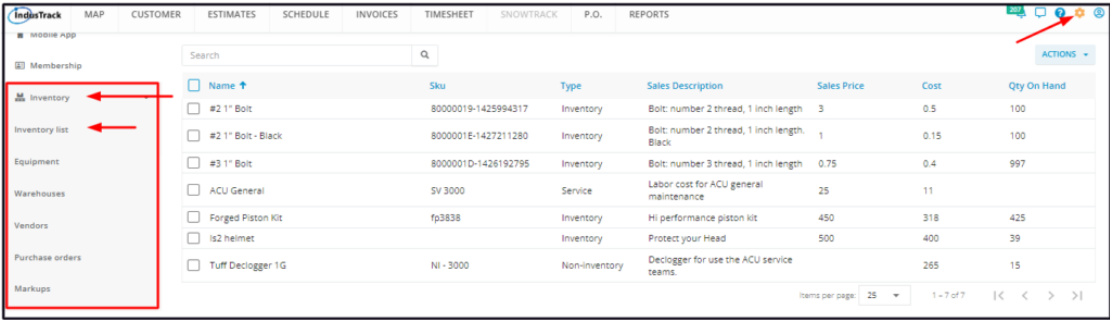 IndusTrack MAP CUSTOMER ESTIMATES SCHEDULE INVOICES TIMESHEET SNOWTRACK P.O. REPORTS 207
Mobile App
Search
ACTIONS
Membership
Name Sku Type Sales Description Sales Price Cost Qty On Hand
Inventory
#2 1" Bolt 80000019-1425994317 Inventory Bolt: number 2 thread, 1 inch length 3 0.5 100
Inventory list
#2 1" Bolt - Black 8000001E-1427211280 Inventory Bolt: number 2 thread, 1 inch length. 1 0.15 100
Black
Equipment
#3 1" Bolt 8000001D-1426192795 Inventory Bolt: number 3 thread, 1 inch length 0.75 0.4 997
Warehouses
ACU General SV 3000 Service Labor cost for ACU general 25 11
maintenance
Vendors
Forged Piston Kit fp3838 Inventory Hi performance piston kit 450 318 425
ls2 helmet Inventory Protect your Head 500 400 39
Purchase orders
Tuff Declogger 1G NI - 3000 Non-inventory Declogger for use the ACU service 265 15
teams.
Markups
Items per page: 25 1 – 7 of 7